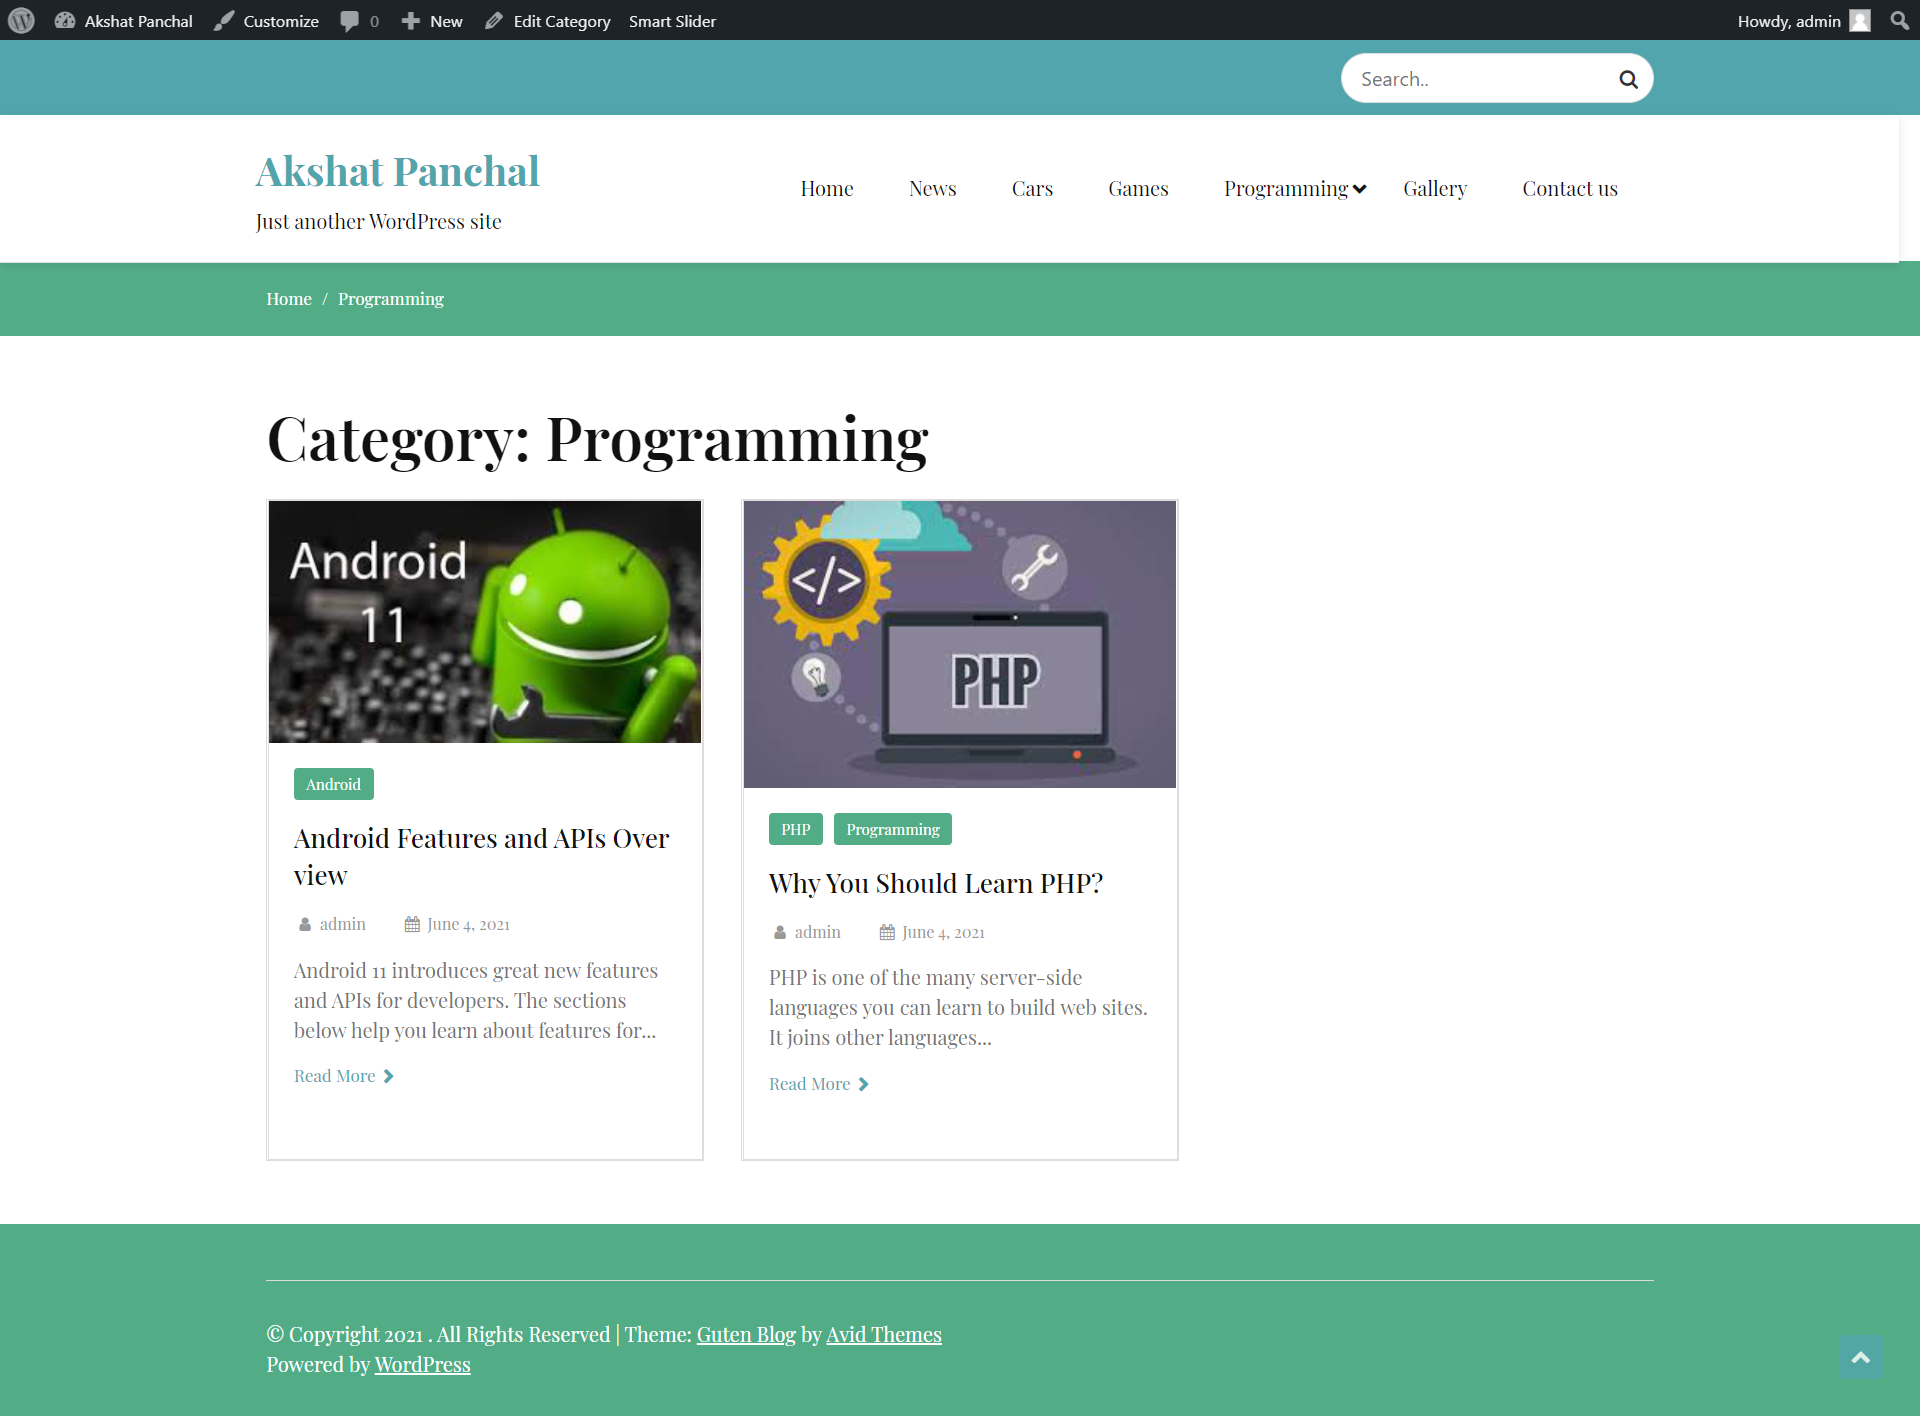 Akshat Panchal Customize 0 New Edit Category Smart Slider Howdy, admin
Search..
Akshat Panchal
Just another WordPress site
Home News Cars Games Programming Gallery Contact us
Home / Programming
Category: Programming
Android
11
Android
Android Features and APIs Over
view
admin June 4, 2021
Android 11 introduces great new features
and APIs for developers. The sections
below help you learn about features for...
Read More
</>
PHP
PHP Programming
Why You Should Learn PHP?
admin June 4, 2021
PHP is one of the many server-side
languages you can learn to build web sites.
It joins other languages...
Read More
© Copyright 2021 . All Rights Reserved | Theme: Guten Blog by Avid Themes
Powered by WordPress